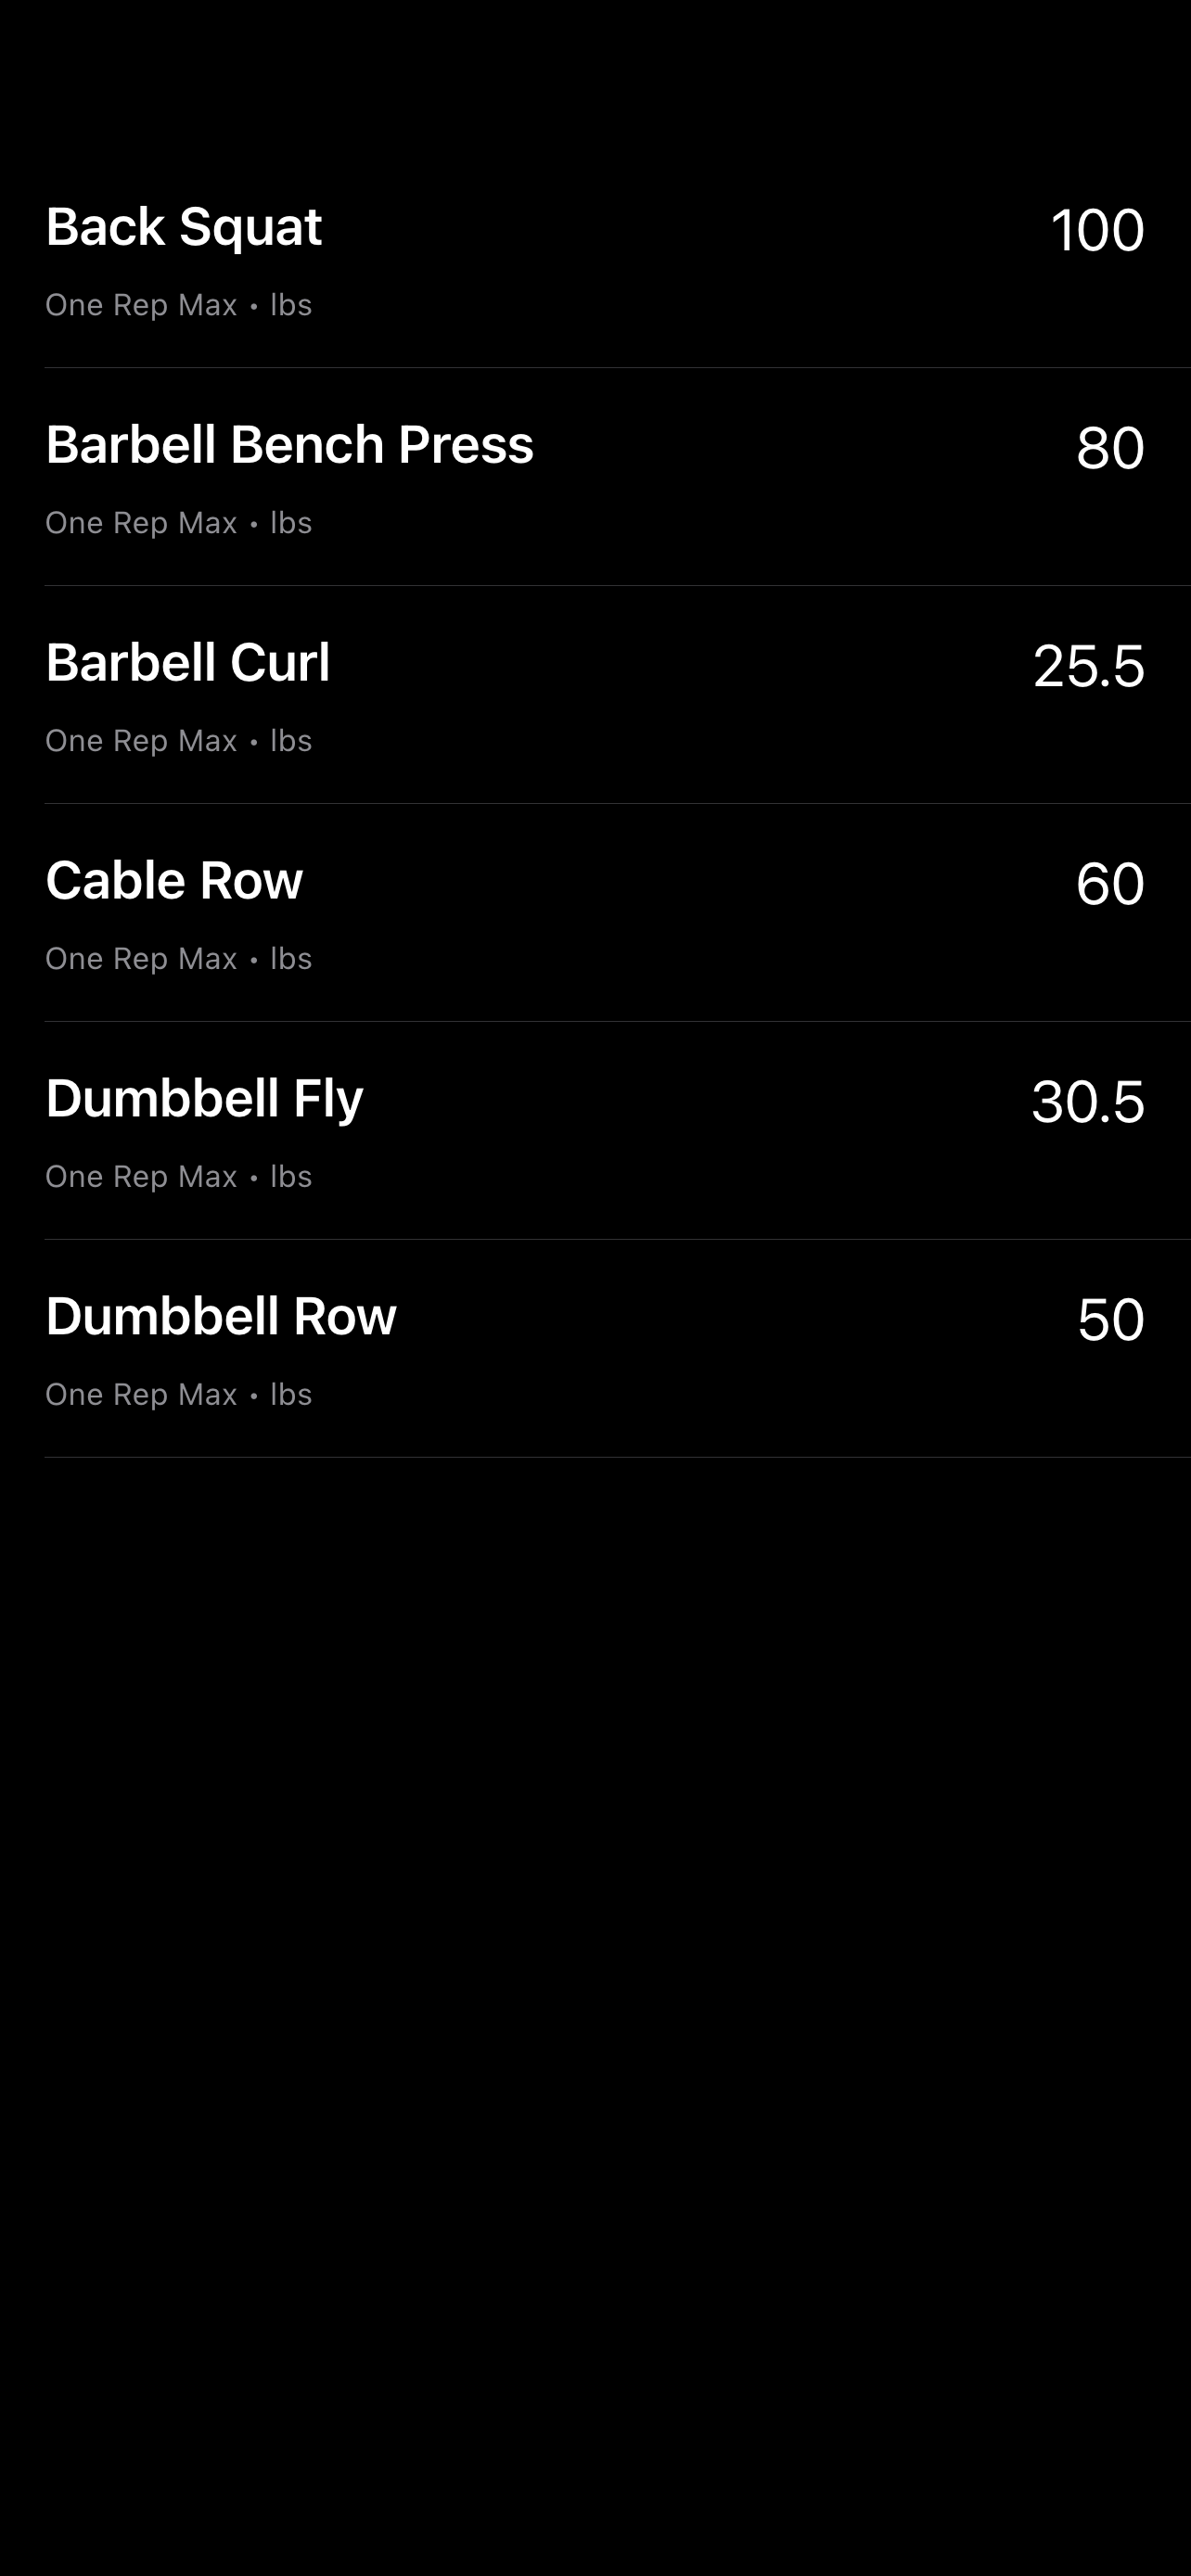 Back Squat 100
One Rep Max • lbs
Barbell Bench Press 80
One Rep Max • lbs
Barbell Curl 25.5
One Rep Max • lbs
Cable Row 60
One Rep Max • lbs
Dumbbell Fly 30.5
One Rep Max • lbs
Dumbbell Row 50
One Rep Max • lbs